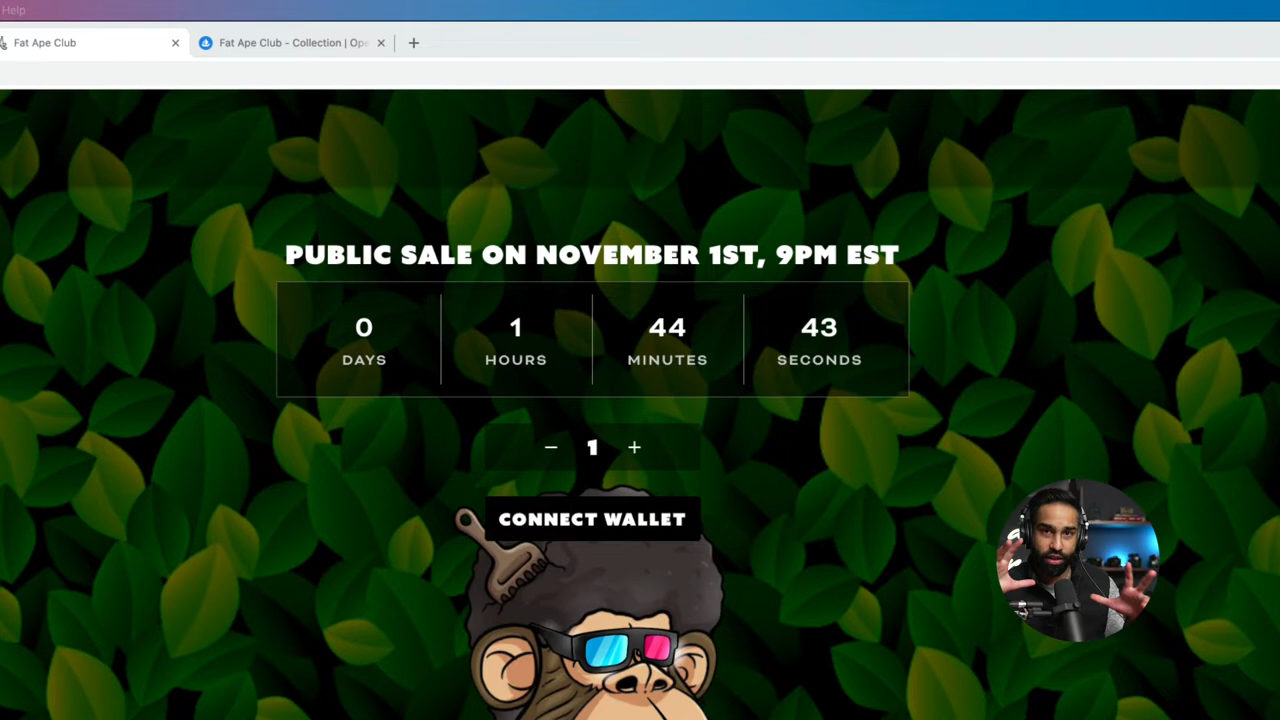 Help
Fat Ape Club
Fat Ape Club - Collection | Ope
PUBLIC SALE ON NOVEMBER 1ST, 9PM EST
0 1 44 43
DAYS HOURS MINUTES SECONDS
− 1 +
CONNECT WALLET